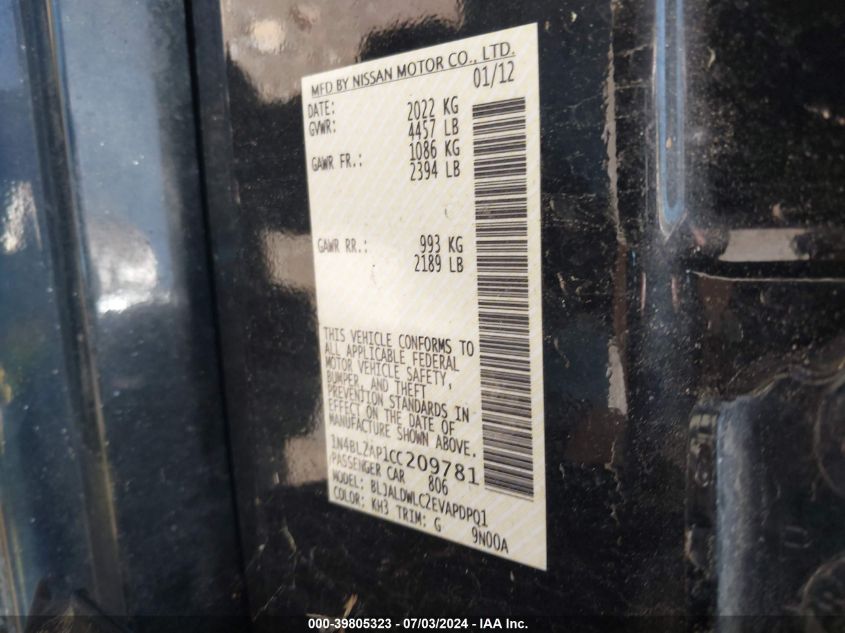 MFD BY NISSAN MOTOR CO., LTD.
DATE: 01/12
GVWR: 2022 KG
4457 LB
GAWR FR.: 1086 KG
2394 LB
GAWR RR.: 993 KG
2189 LB
THIS VEHICLE CONFORMS TO
ALL APPLICABLE FEDERAL
MOTOR VEHICLE SAFETY,
BUMPER, AND THEFT
PREVENTION STANDARDS IN
EFFECT ON THE DATE OF
MANUFACTURE SHOWN ABOVE.
1N4BL2AP1CC209781
PASSENGER CAR 806
MODEL: BLJALDWLC2EVAPDPQ1
COLOR: KH3 TRIM: G 9N00A
000-39805323 - 07/03/2024 - IAA Inc.